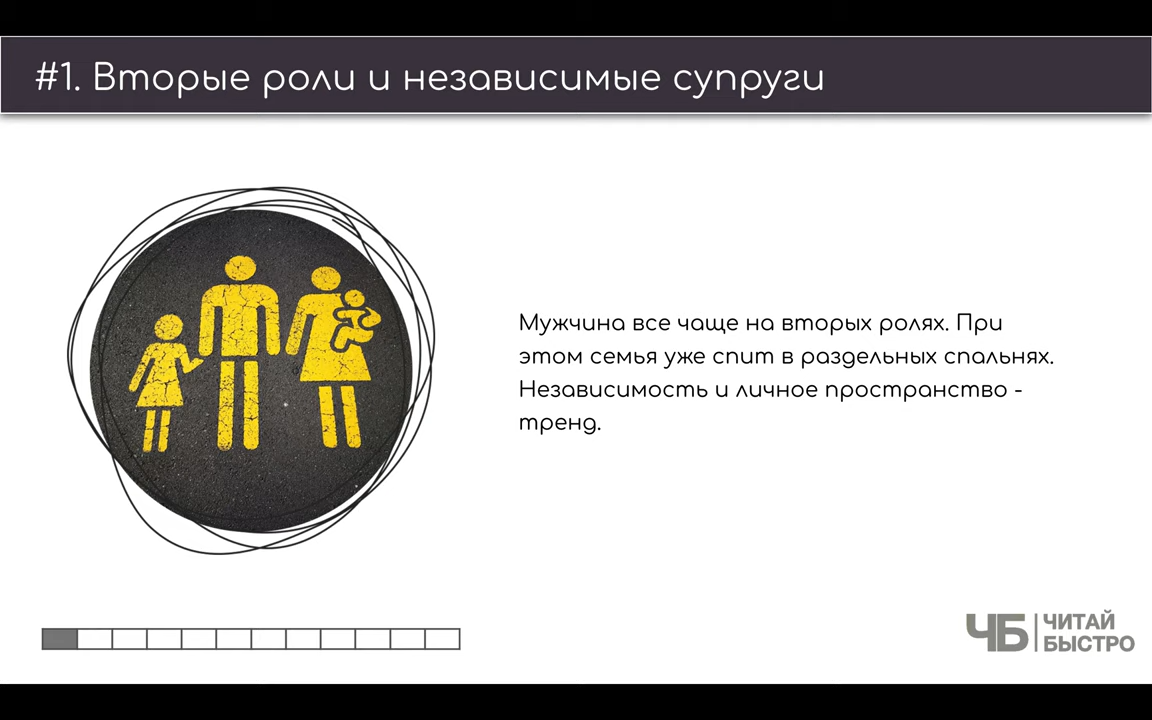 #1. Вторые роли и независимые супруги
Мужчина все чаще на вторых ролях. При
этом семья уже спит в раздельных спальнях.
Независимость и личное пространство -
тренд.
ЧБ ЧИТАЙ
БЫСТРО